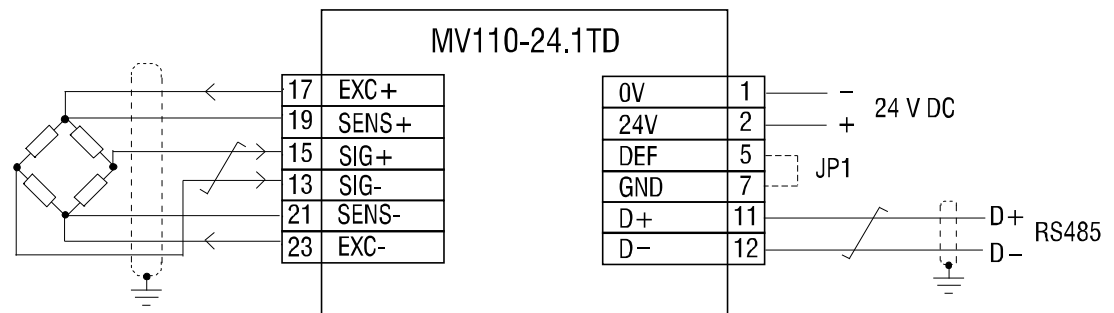 MV110-24.1TD
17 EXC+
19 SENS+
15 SIG+
13 SIG-
21 SENS-
23 EXC-
0V 1 −
24V 2 +
24 V DC
DEF 5
GND 7
JP1
D+ 11 D+
D− 12 D−
RS485